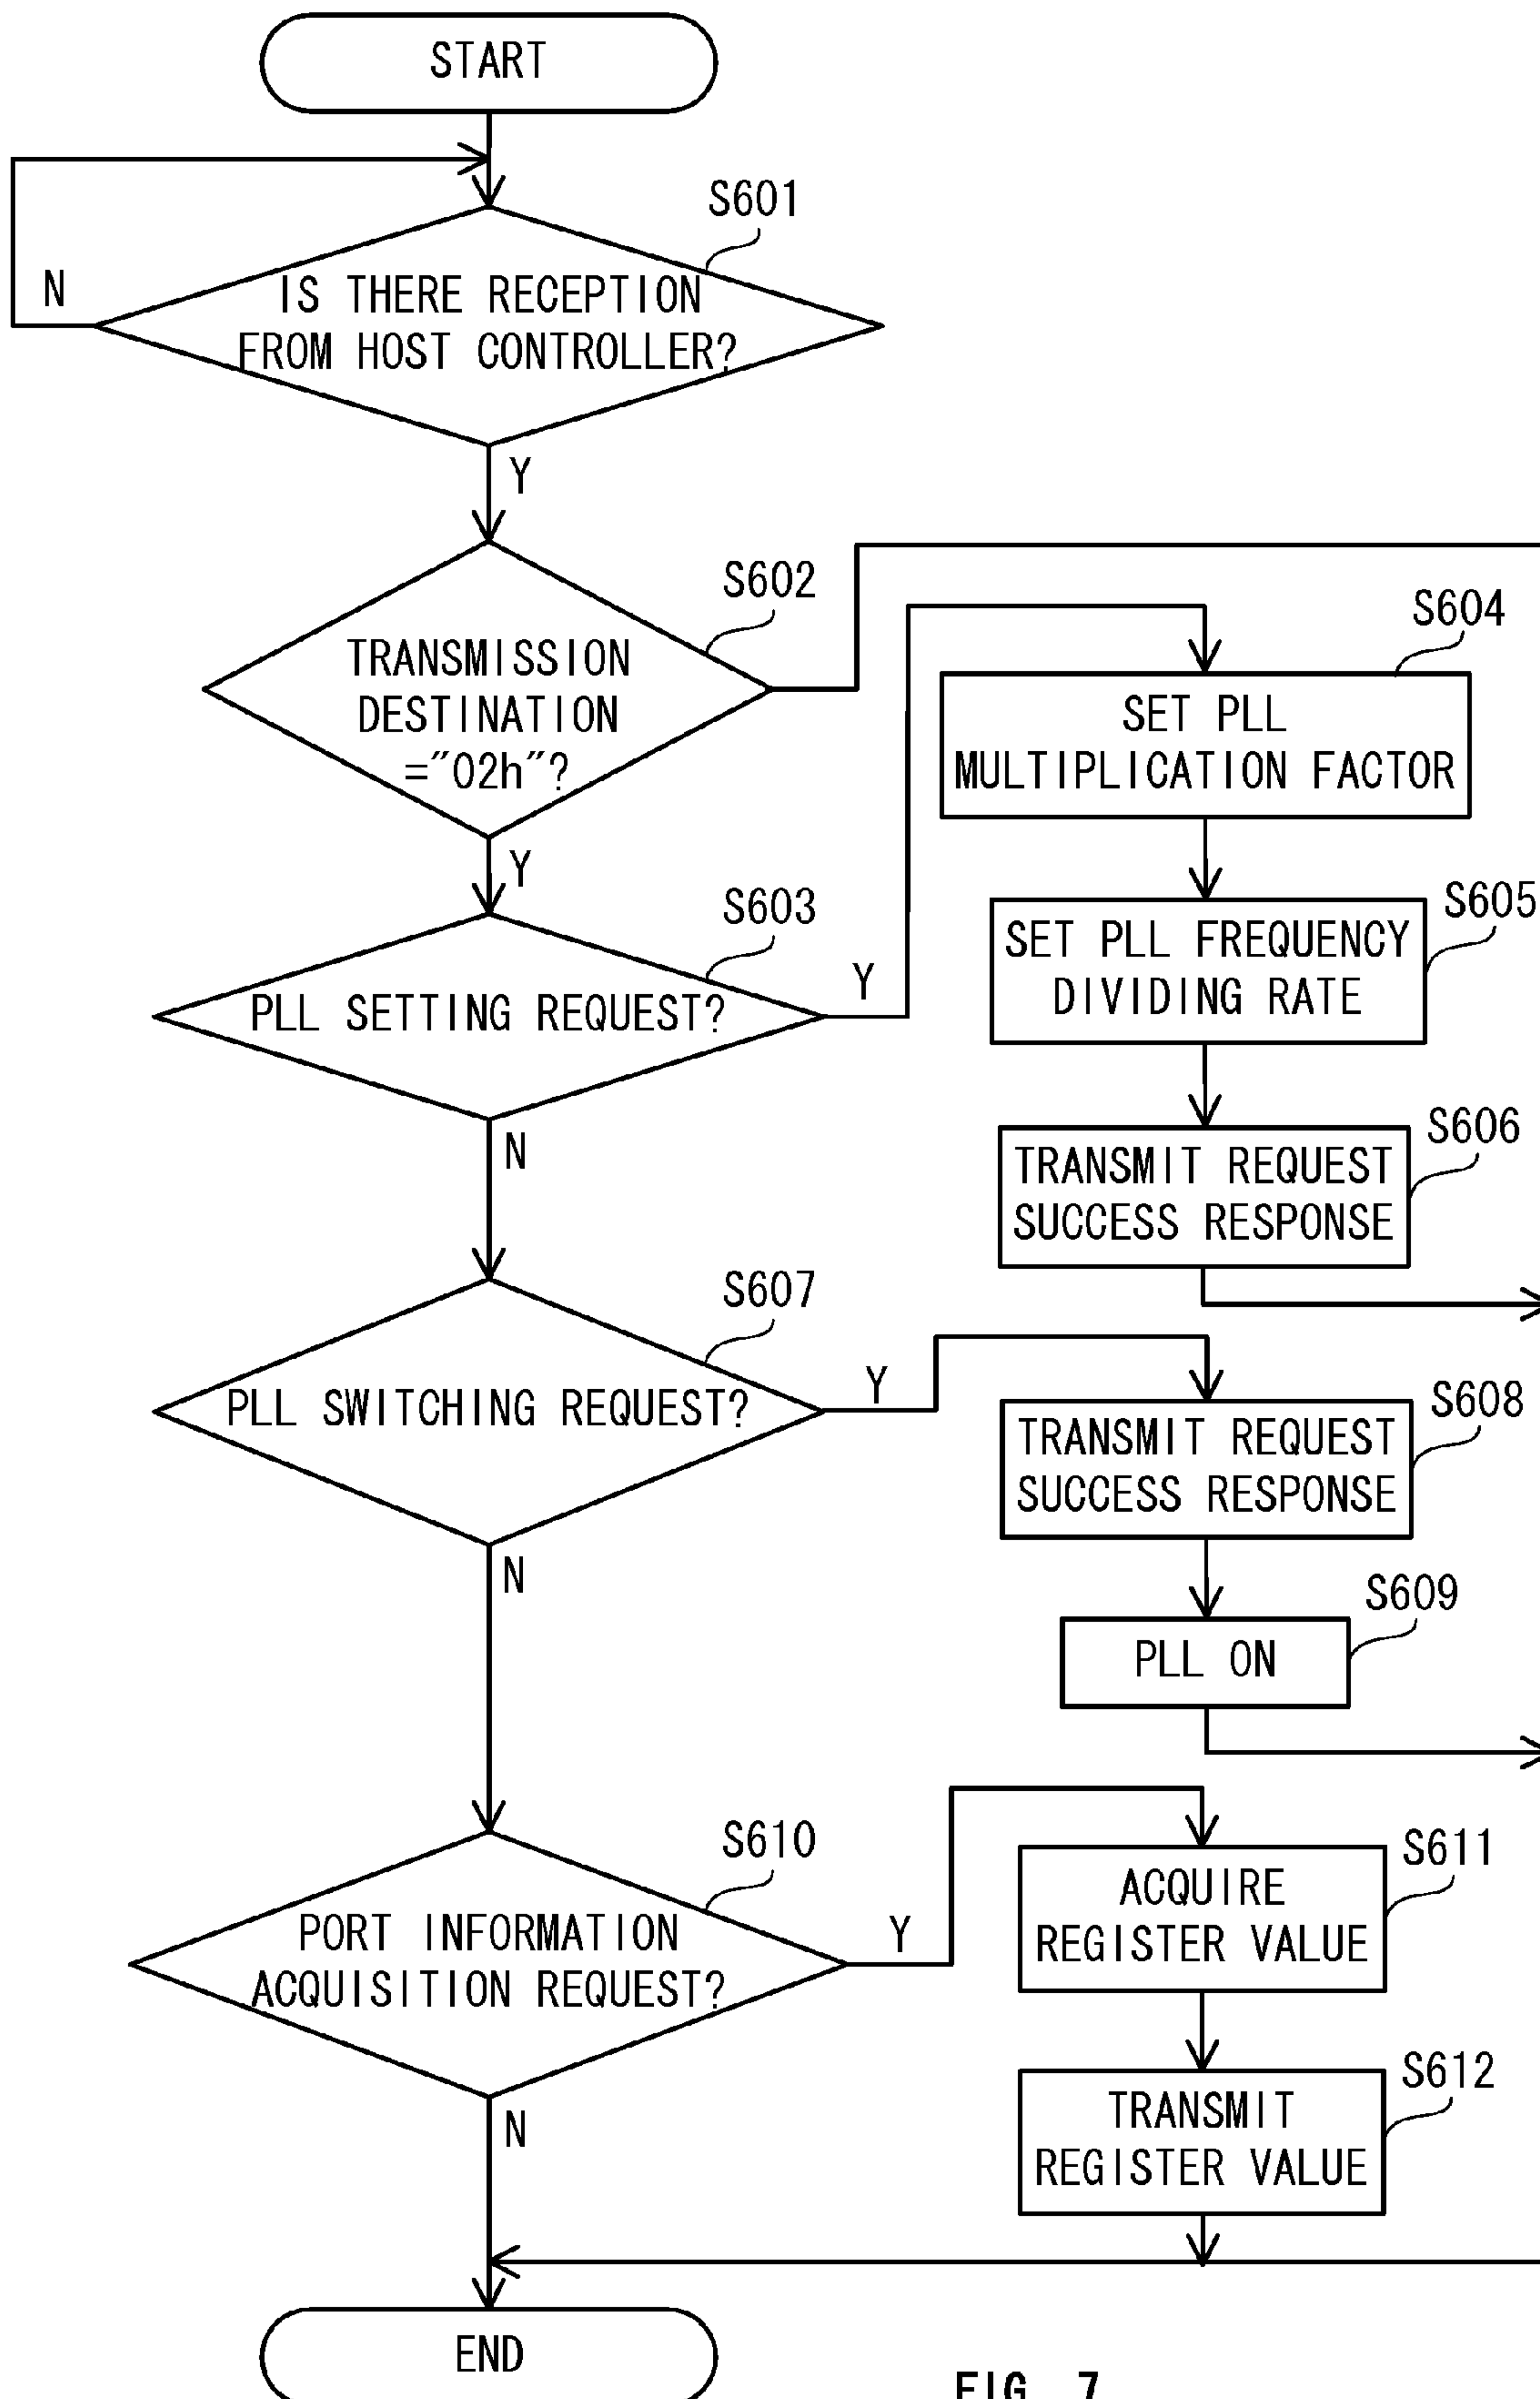 START
S601
N
IS THERE RECEPTION
FROM HOST CONTROLLER?
Y
S602
TRANSMISSION
DESTINATION
="02h"?
S604
SET PLL
MULTIPLICATION FACTOR
Y
S603
PLL SETTING REQUEST?
Y
S605
SET PLL FREQUENCY
DIVIDING RATE
N
S606
TRANSMIT REQUEST
SUCCESS RESPONSE
S607
PLL SWITCHING REQUEST?
Y
S608
TRANSMIT REQUEST
SUCCESS RESPONSE
N
S609
PLL ON
S610
PORT INFORMATION
ACQUISITION REQUEST?
Y
S611
ACQUIRE
REGISTER VALUE
N
S612
TRANSMIT
REGISTER VALUE
END
FIG. 7